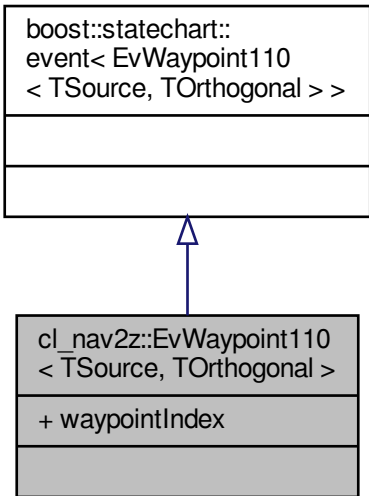 boost::statechart::
event< EvWaypoint110
< TSource, TOrthogonal > >
cl_nav2z::EvWaypoint110
< TSource, TOrthogonal >
+ waypointIndex